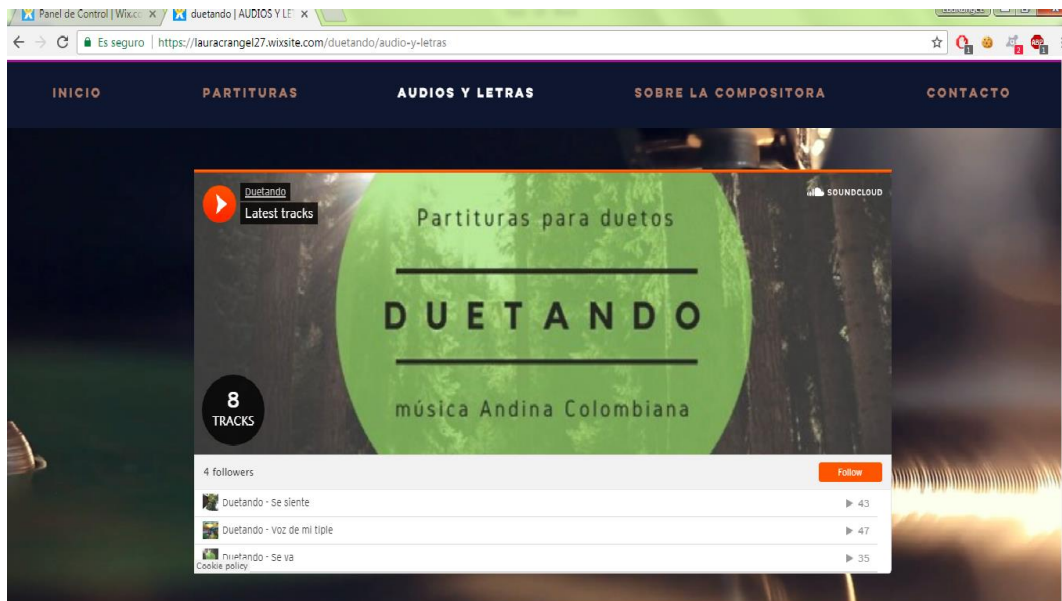 Panel de Control | Wix.co
duetando | AUDIOS Y LE
Es seguro | https://lauracrangel27.wixsite.com/duetando/audio-y-letras
INICIO PARTITURAS AUDIOS Y LETRAS SOBRE LA COMPOSITORA CONTACTO
Duetando
Latest tracks
SOUNDCLOUD
Partituras para duetos
DUETANDO
música Andina Colombiana
8
TRACKS
4 followers Follow
Duetando - Se siente 43
Duetando - Voz de mi tiple 47
Duetando - Se va 35
Cookie policy